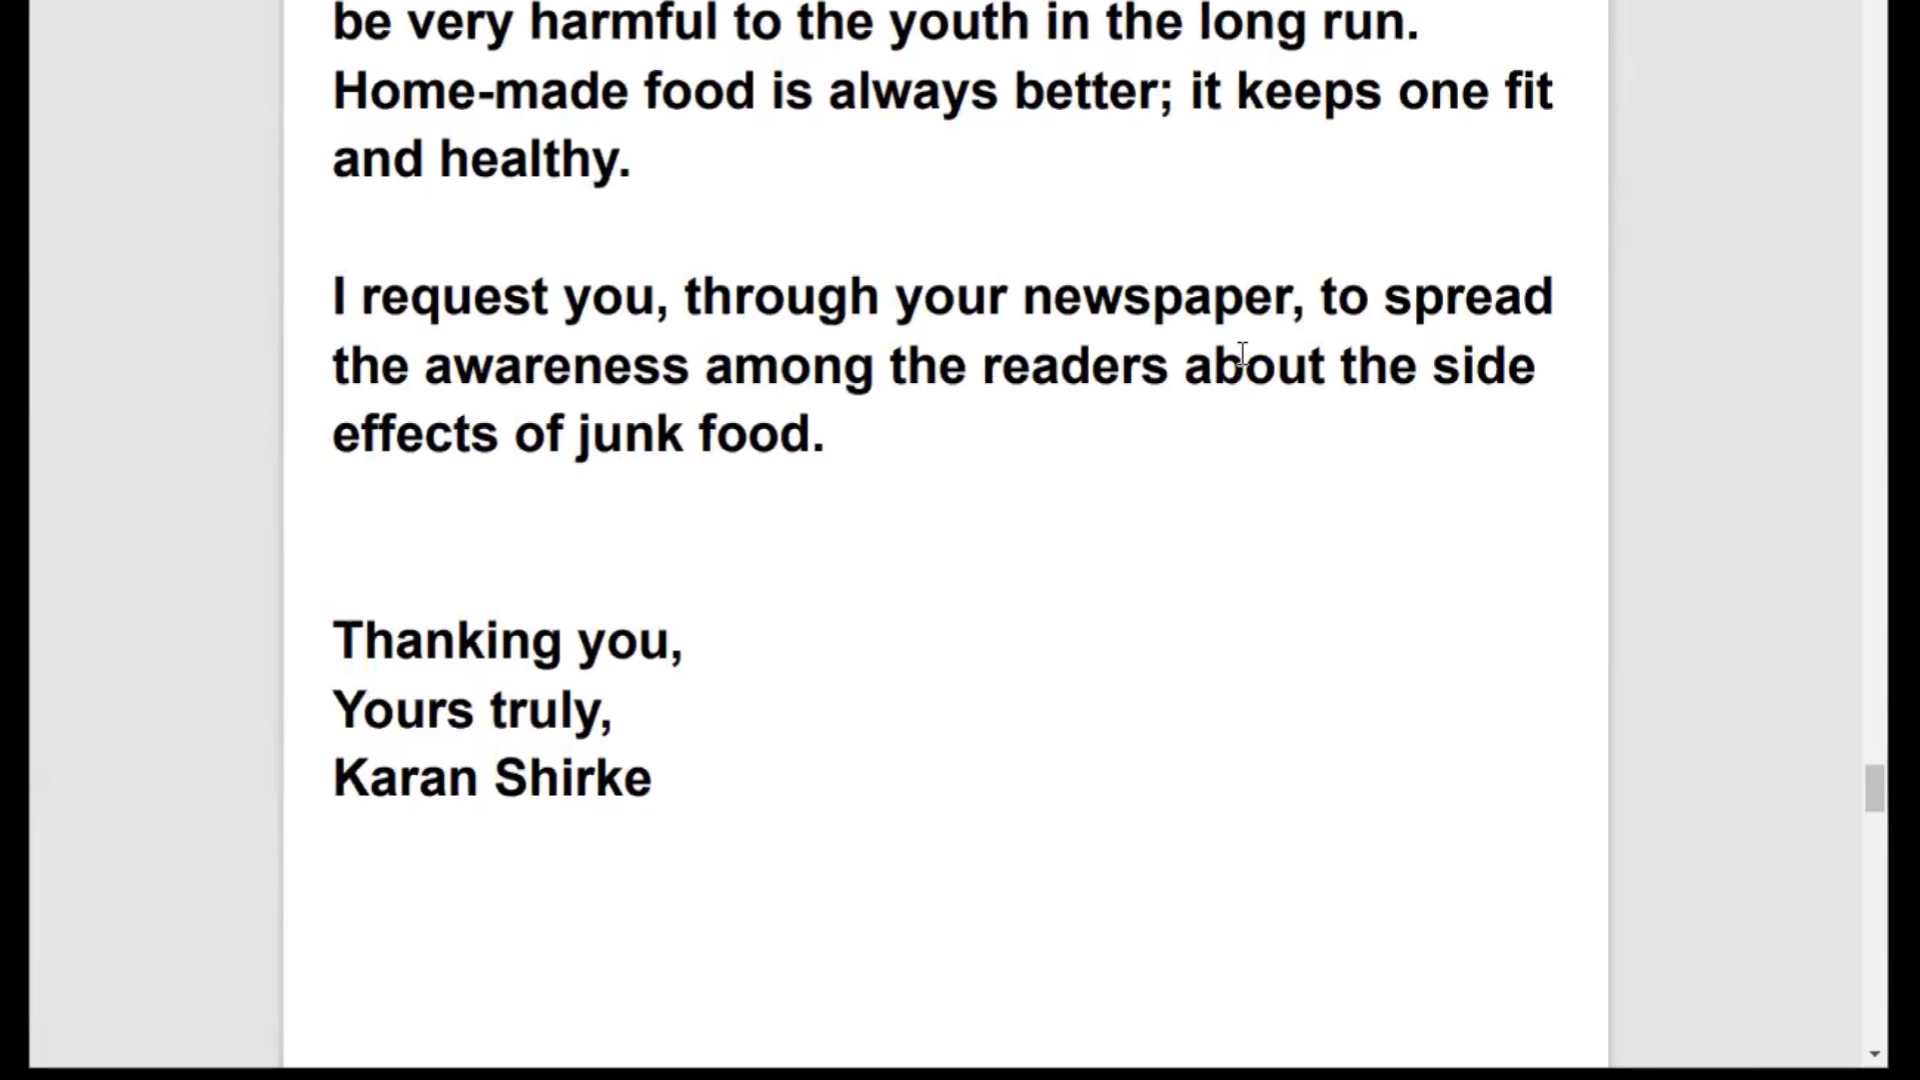 be very harmful to the youth in the long run.
Home-made food is always better; it keeps one fit
and healthy.
I request you, through your newspaper, to spread
the awareness among the readers about the side
effects of junk food.
Thanking you,
Yours truly,
Karan Shirke